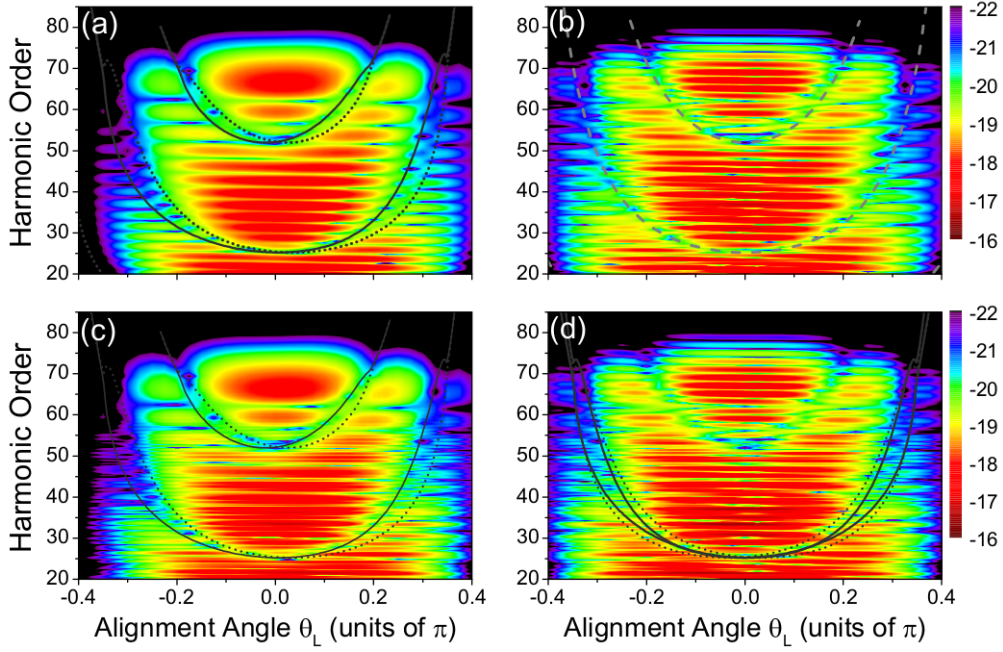 (a)
(b)
Harmonic Order
80
70
60
50
40
30
20
-22
-21
-20
-19
-18
-17
-16
(c)
(d)
Harmonic Order
80
70
60
50
40
30
20
-0.4 -0.2 0.0 0.2 0.4
-0.4 -0.2 0.0 0.2 0.4
-22
-21
-20
-19
-18
-17
-16
Alignment Angle θL (units of π)
Alignment Angle θL (units of π)